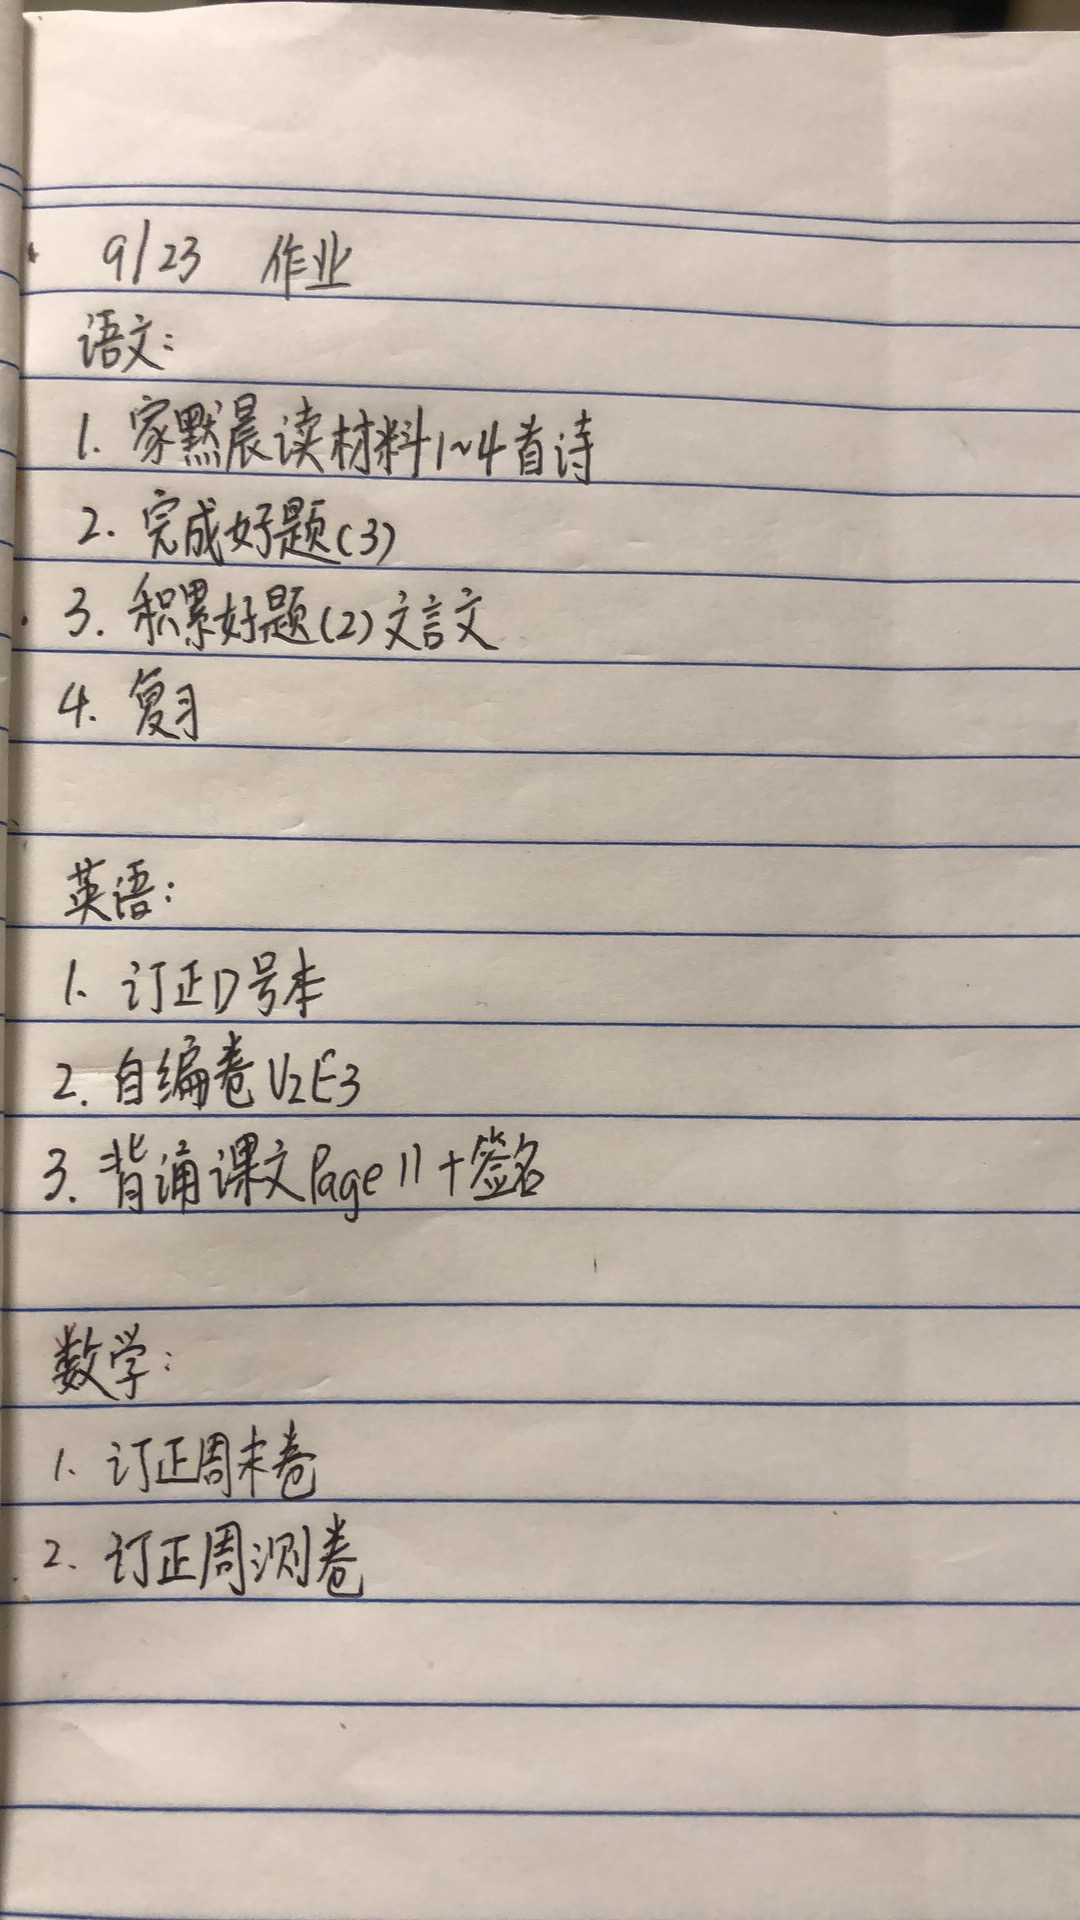 9/23 作业
语文:
1. 家默晨读材料1~4首诗
2. 完成好题(3)
3. 积累好题(2)文言文
4. 复习
英语:
1. 订正D号本
2. 自编卷U2E3
3. 背诵课文Page 11+签名
数学:
1. 订正周末卷
2. 订正周测卷